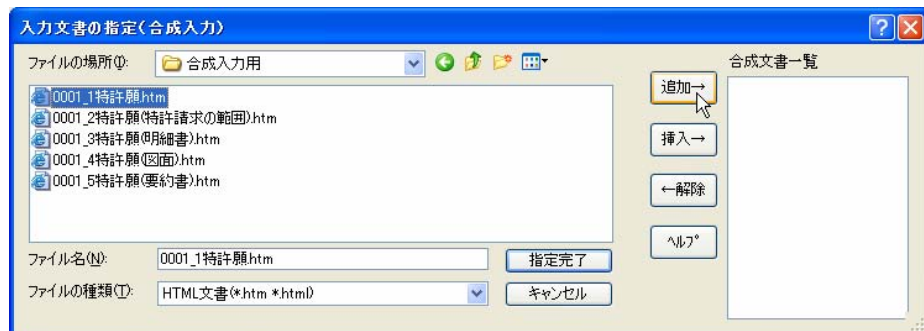 入力文書の指定(合成入力)
ファイルの場所(I):
合成入力用
合成文書一覧
0001_1特許願.htm
0001_2特許願(特許請求の範囲).htm
0001_3特許願(明細書).htm
0001_4特許願(図面).htm
0001_5特許願(要約書).htm
追加→
挿入→
←解除
ヘルプ
ファイル名(N):
0001_1特許願.htm
指定完了
ファイルの種類(T):
HTML文書(*.htm *.html)
キャンセル